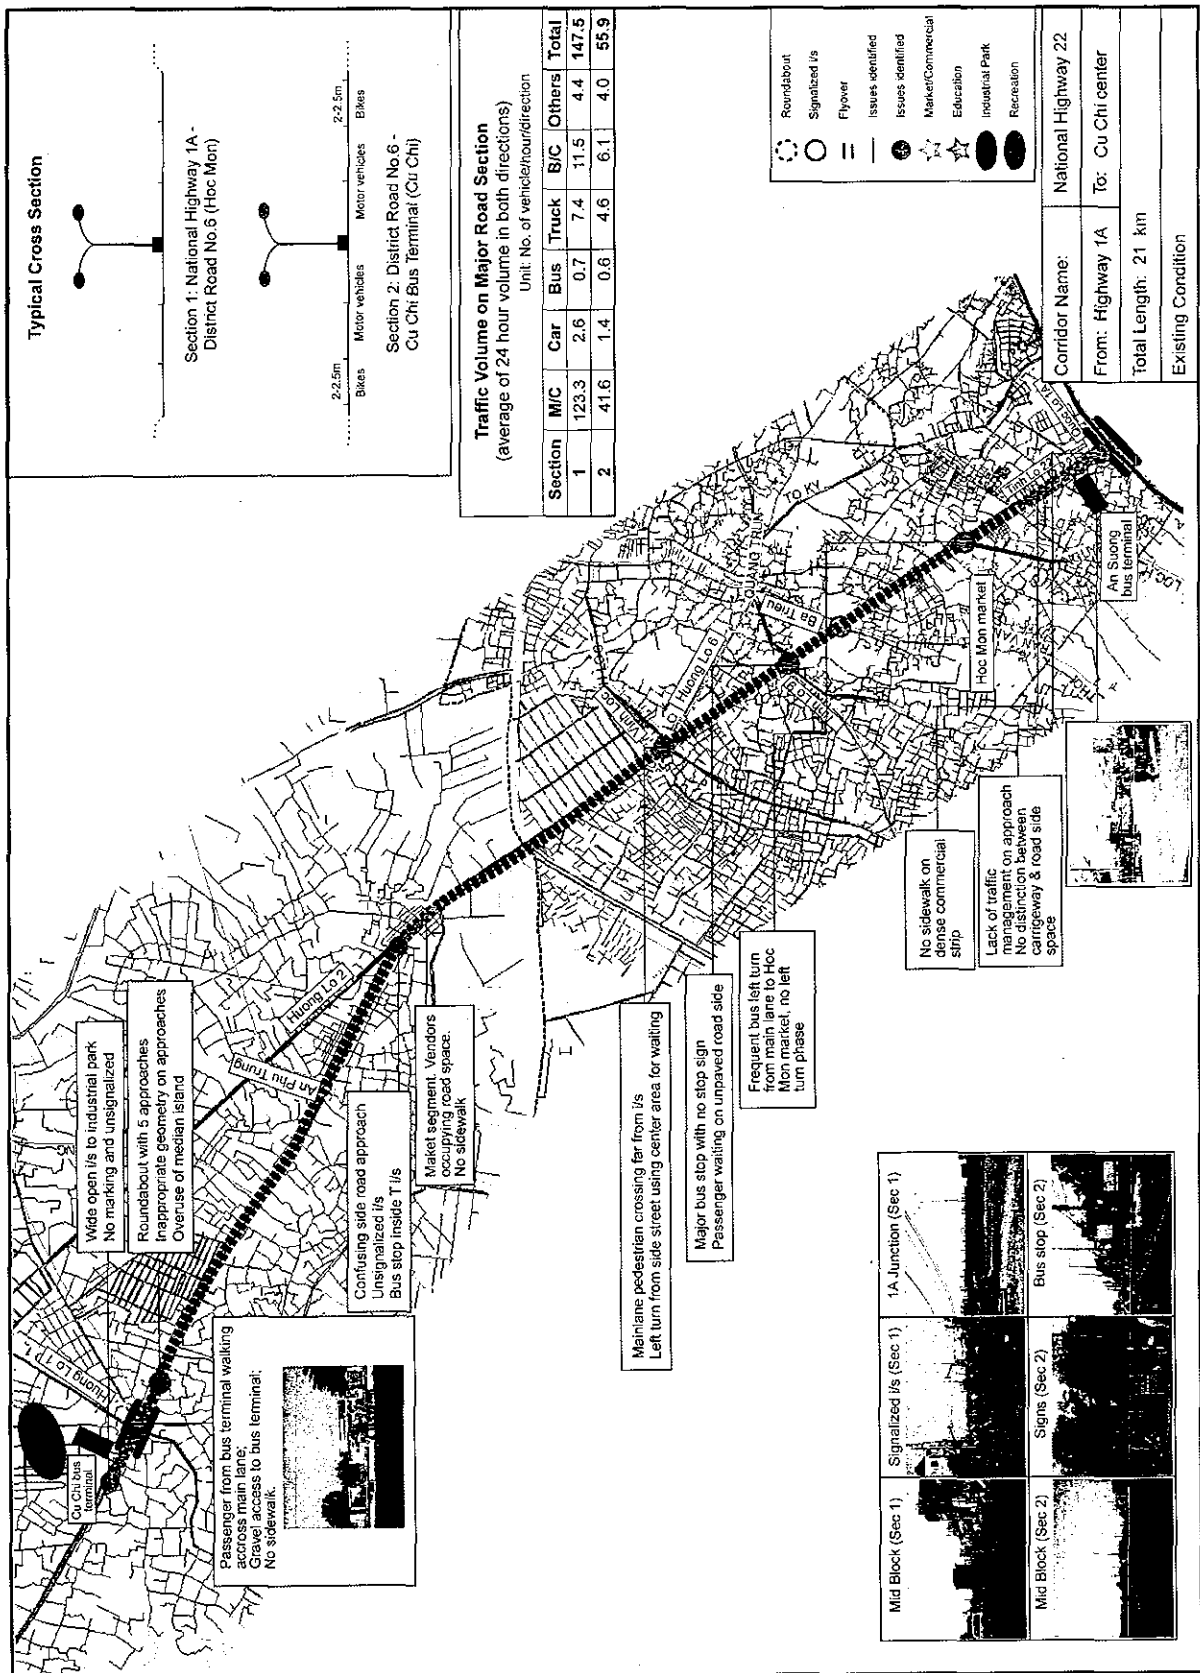 Typical Cross Section
Section 1: National Highway 1A -
District Road No.6 (Hoc Mon)
2-2.5m
2-2.5m
Bikes
Motor vehicles
Motor vehicles
Bikes
Section 2: District Road No.6 -
Cu Chi Bus Terminal (Cu Chi)
Traffic Volume on Major Road Section
(average of 24 hour volume in both directions)
Unit: No. of vehicle/hour/direction
Section M/C Car Bus Truck B/C Others Total
1 123.3 2.6 0.7 7.4 11.5 4.4 147.5
2 41.6 1.4 0.6 4.6 6.1 4.0 55.9
Roundabout
Signalized i/s
Flyover
Issues identified
Issues identified
Market/Commercial
Education
Industrial Park
Recreation
Corridor Name: National Highway 22
From: Highway 1A To: Cu Chi center
Total Length: 21 km
Existing Condition
Wide open i/s to industrial park
No marking and unsignalized
Roundabout with 5 approaches
Inappropriate geometry on approaches
Overuse of median island
Huong Lo 2
An Phu Trung
Cu Chi bus
terminal
Passenger from bus terminal walking
accross main lane;
Gravel access to bus terminal;
No sidewalk.
Confusing side road approach
Unsignalized i/s
Bus stop inside T i/s
Maket segment. Vendors
occupying road space.
No sidewalk
Huong Lo 6
Ba Trieu
QUANG TRUN
TO KY
Hoc Mon market
An Suong
bus terminal
Mainlane pedestrian crossing far from i/s
Left turn from side street using center area for waiting
Major bus stop with no stop sign
Passenger waiting on unpaved road side
Frequent bus left turn
from main lane to Hoc
Mon market, no left
turn phase
No sidewalk on
dense commercial
strip
Lack of traffic
management on approach
No distinction between
carrigeway & road side
space
Mid Block (Sec 1)
Signalized i/s (Sec 1)
1A Junction (Sec 1)
Mid Block (Sec 2)
Signs (Sec 2)
Bus stop (Sec 2)